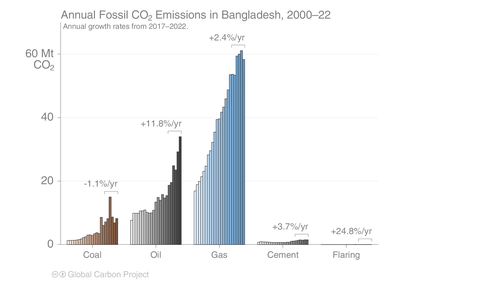 Annual Fossil CO₂ Emissions in Bangladesh, 2000–22
Annual growth rates from 2017–2022.
60 Mt
CO₂
40
20
0
-1.1%/yr
+11.8%/yr
+2.4%/yr
+3.7%/yr
+24.8%/yr
Coal
Oil
Gas
Cement
Flaring
Global Carbon Project